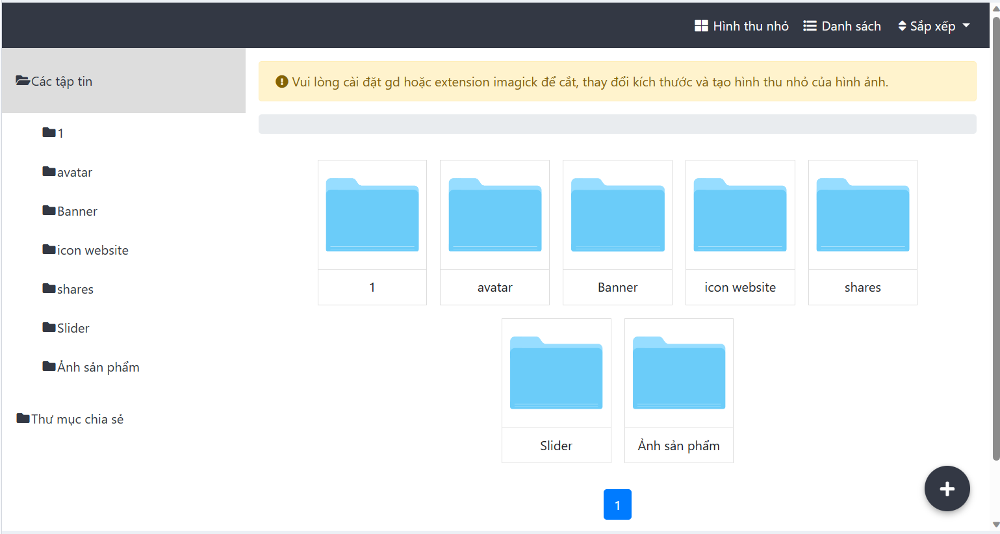 Hình thu nhỏ
Danh sách
Sắp xếp
Các tập tin
1
avatar
Banner
icon website
shares
Slider
Ảnh sản phẩm
Thư mục chia sẻ
Vui lòng cài đặt gd hoặc extension imagick để cắt, thay đổi kích thước và tạo hình thu nhỏ của hình ảnh.
1
avatar
Banner
icon website
shares
Slider
Ảnh sản phẩm
1